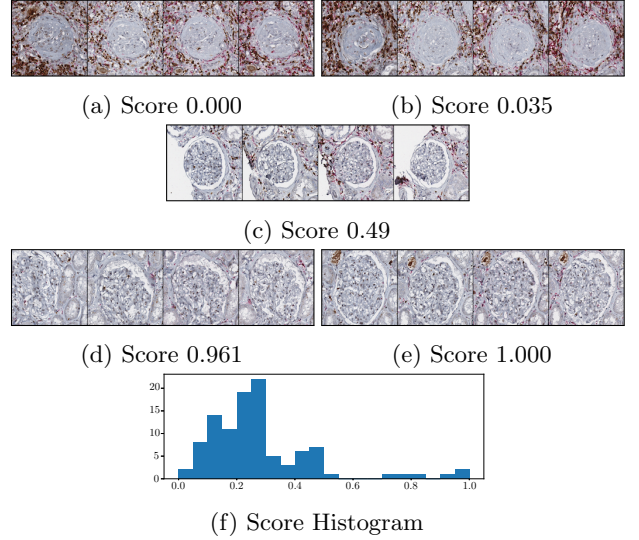 (a) Score 0.000
(b) Score 0.035
(c) Score 0.49
(d) Score 0.961
(e) Score 1.000
20
15
10
5
0
0.0 0.2 0.4 0.6 0.8 1.0
(f) Score Histogram